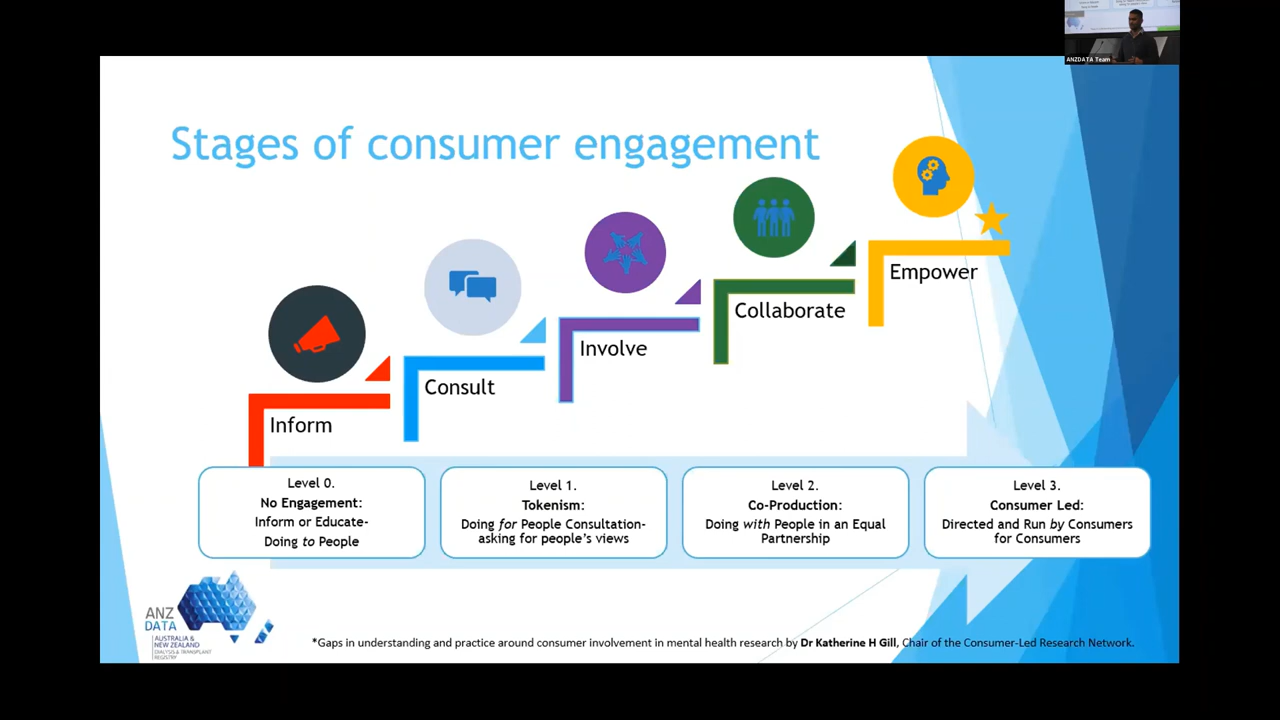 ANZDATA Team
Stages of consumer engagement
Empower
Collaborate
Involve
Consult
Inform
Level 0.
No Engagement:
Inform or Educate-
Doing to People
Level 1.
Tokenism:
Doing for People Consultation-
asking for people's views
Level 2.
Co-Production:
Doing with People in an Equal
Partnership
Level 3.
Consumer Led:
Directed and Run by Consumers
for Consumers
ANZ
DATA
AUSTRALIA &
NEW ZEALAND
DIALYSIS & TRANSPLANT
REGISTRY
*Gaps in understanding and practice around consumer involvement in mental health research by Dr Katherine H Gill, Chair of the Consumer-Led Research Network.